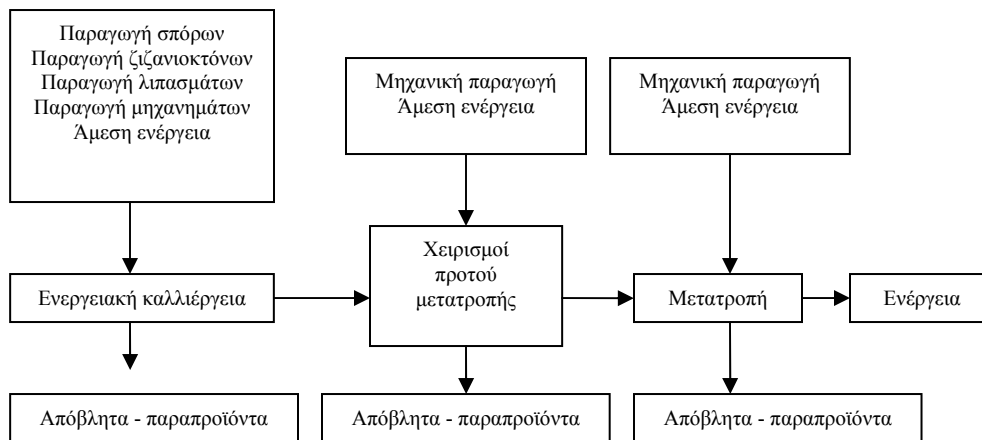 Παραγωγή σπόρων
Παραγωγή ζιζανιοκτόνων
Παραγωγή λιπασμάτων
Παραγωγή μηχανημάτων
Άμεση ενέργεια
Μηχανική παραγωγή
Άμεση ενέργεια
Μηχανική παραγωγή
Άμεση ενέργεια
Ενεργειακή καλλιέργεια
Χειρισμοί
προτού
μετατροπής
Μετατροπή
Ενέργεια
Απόβλητα - παραπροϊόντα
Απόβλητα - παραπροϊόντα
Απόβλητα - παραπροϊόντα